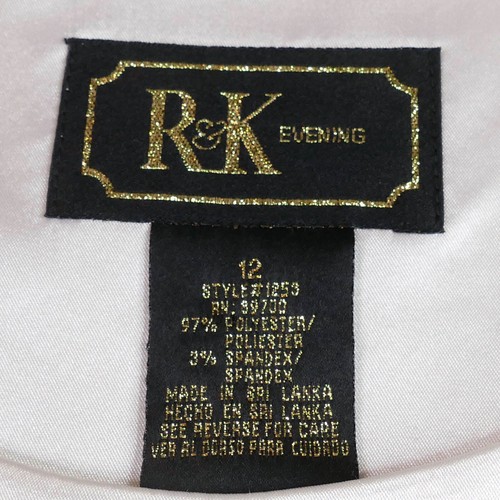 R&K EVENING
12
STYLE#1253
RN: 99700
97% POLYESTER/
POLIESTER
3% SPANDEX/
SPANDEX
MADE IN SRI LANKA
HECHO EN SRI LANKA
SEE REVERSE FOR CARE
VER AL DORSO PARA CUIDADO